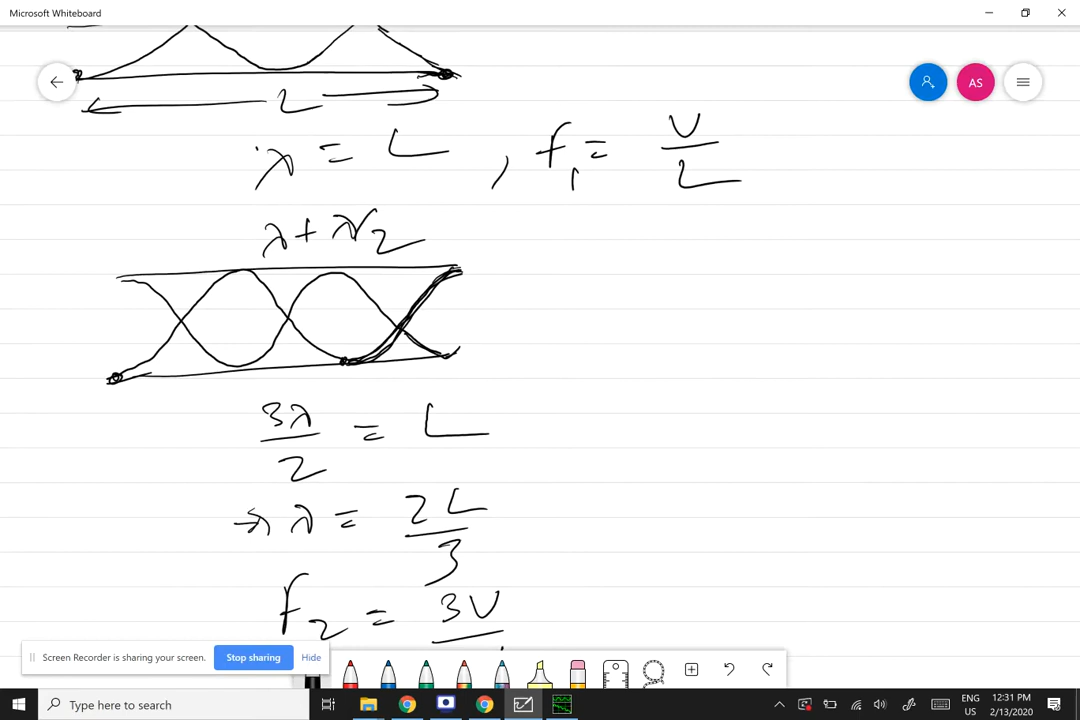 Microsoft Whiteboard
AS
L
λ = L , f₁ = V/L
λ + λ/2
3λ/2 = L
→ λ = 2L/3
f₂ = 3V
Screen Recorder is sharing your screen. Stop sharing Hide
Type here to search
ENG 12:31 PM
US 2/13/2020